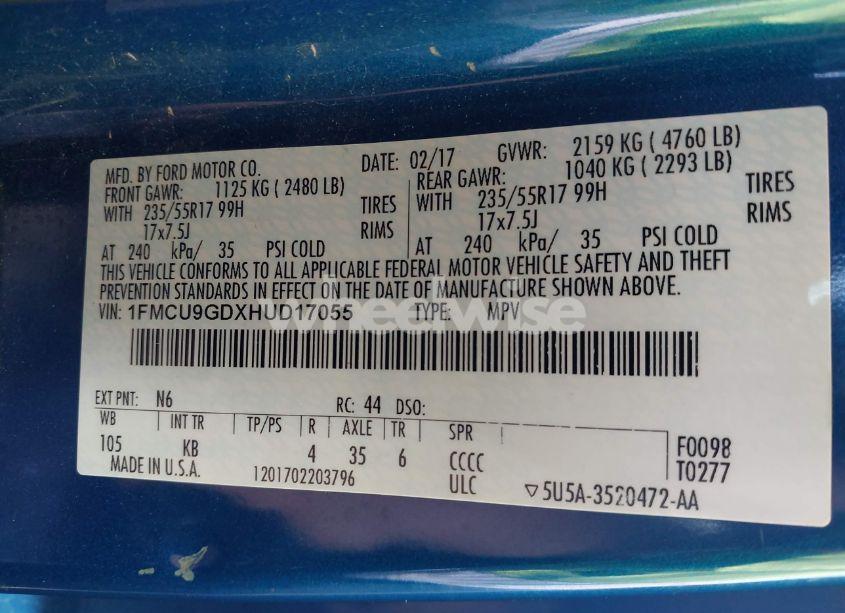 MFD. BY FORD MOTOR CO. DATE: 02/17 GVWR: 2159 KG ( 4760 LB)
FRONT GAWR: 1125 KG ( 2480 LB) REAR GAWR: 1040 KG ( 2293 LB)
WITH 235/55R17 99H TIRES WITH 235/55R17 99H TIRES
17x7.5J RIMS 17x7.5J RIMS
AT 240 kPa/ 35 PSI COLD AT 240 kPa/ 35 PSI COLD
THIS VEHICLE CONFORMS TO ALL APPLICABLE FEDERAL MOTOR VEHICLE SAFETY AND THEFT
PREVENTION STANDARDS IN EFFECT ON THE DATE OF MANUFACTURE SHOWN ABOVE.
VIN: 1FMCU9GDXHUD17055 TYPE: MPV
wheelwise
EXT PNT: N6 RC: 44 DSO:
WB INT TR TP/PS R AXLE TR SPR F0098
105 KB 4 35 6 CCCC T0277
MADE IN U.S.A. 1201702203796 ULC ▽5U5A-3520472-AA